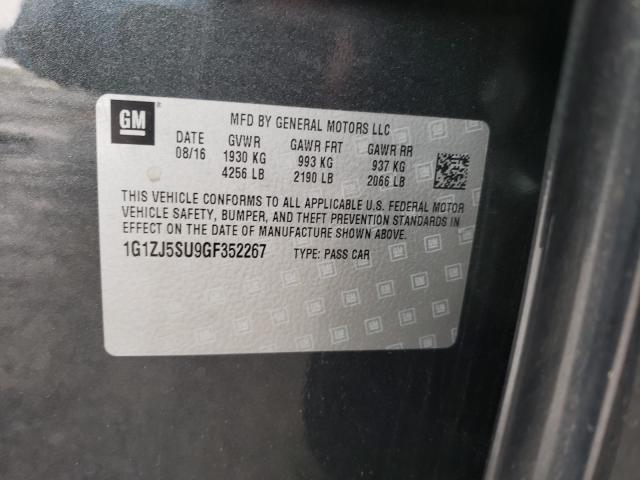 GM
MFD BY GENERAL MOTORS LLC
DATE GVWR GAWR FRT GAWR RR
08/16 1930 KG 993 KG 937 KG
4256 LB 2190 LB 2066 LB
THIS VEHICLE CONFORMS TO ALL APPLICABLE U.S. FEDERAL MOTOR
VEHICLE SAFETY, BUMPER, AND THEFT PREVENTION STANDARDS IN
EFFECT ON THE DATE OF MANUFACTURE SHOWN ABOVE.
1G1ZJ5SU9GF352267 TYPE: PASS CAR